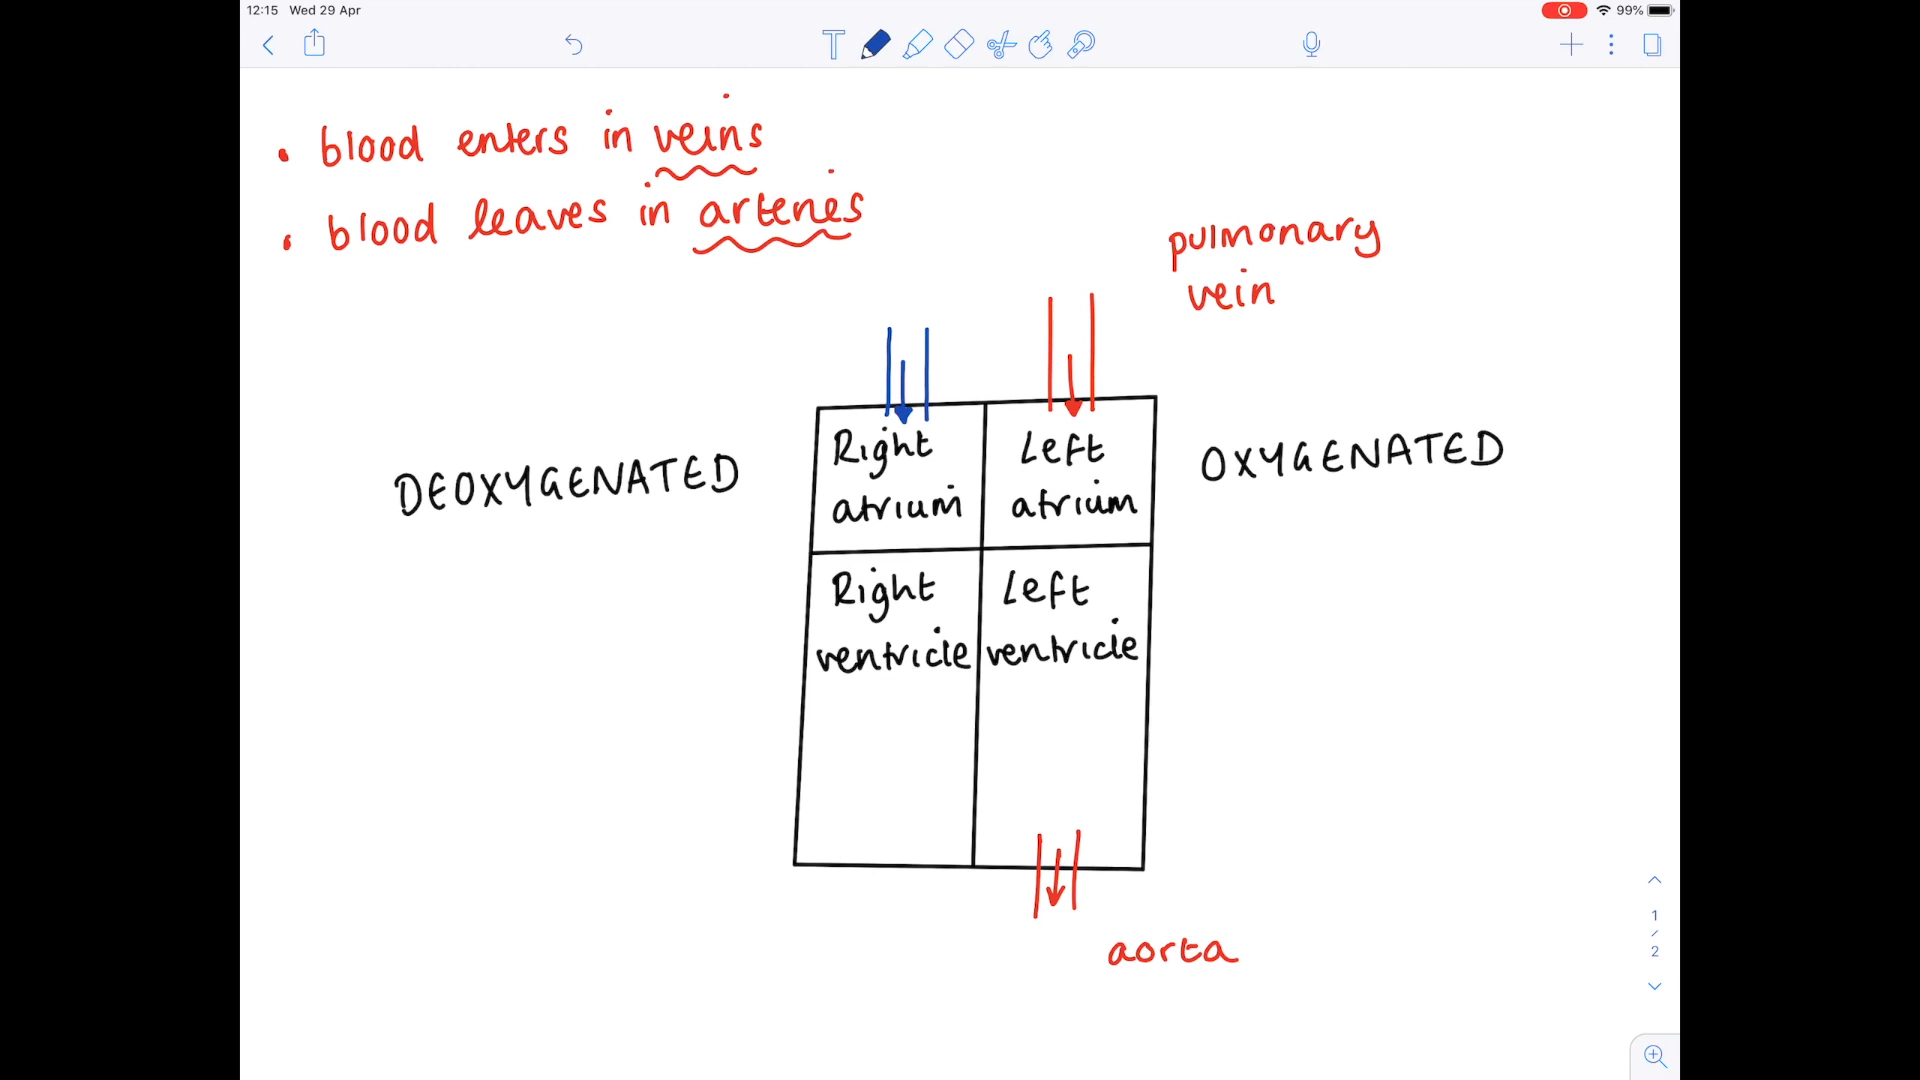 12:15 Wed 29 Apr
99%
T
• blood enters in veins
• blood leaves in arteries
pulmonary
vein
DEOXYGENATED
Right
atrium
Left
atrium
OXYGENATED
Right
ventricle
Left
ventricle
aorta
1
/
2